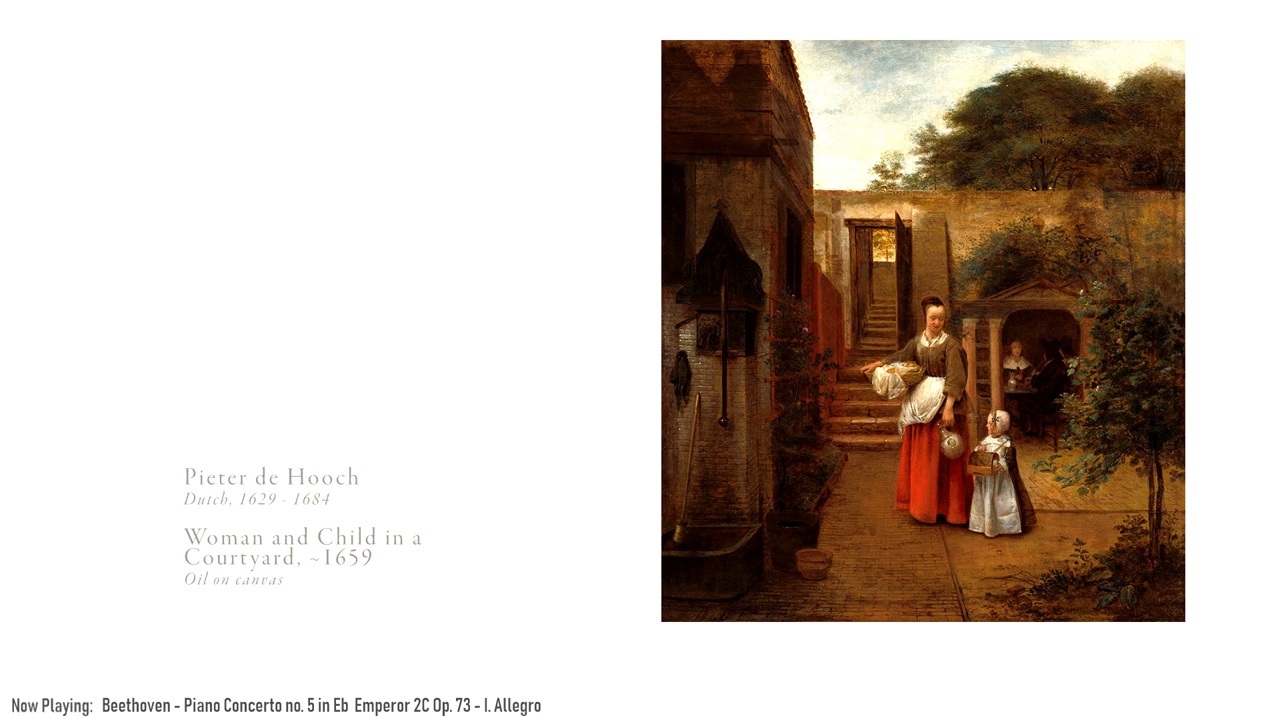 Pieter de Hooch
Dutch, 1629 - 1684
Woman and Child in a
Courtyard, ~1659
Oil on canvas
Now Playing: Beethoven - Piano Concerto no. 5 in Eb Emperor 2C Op. 73 - I. Allegro